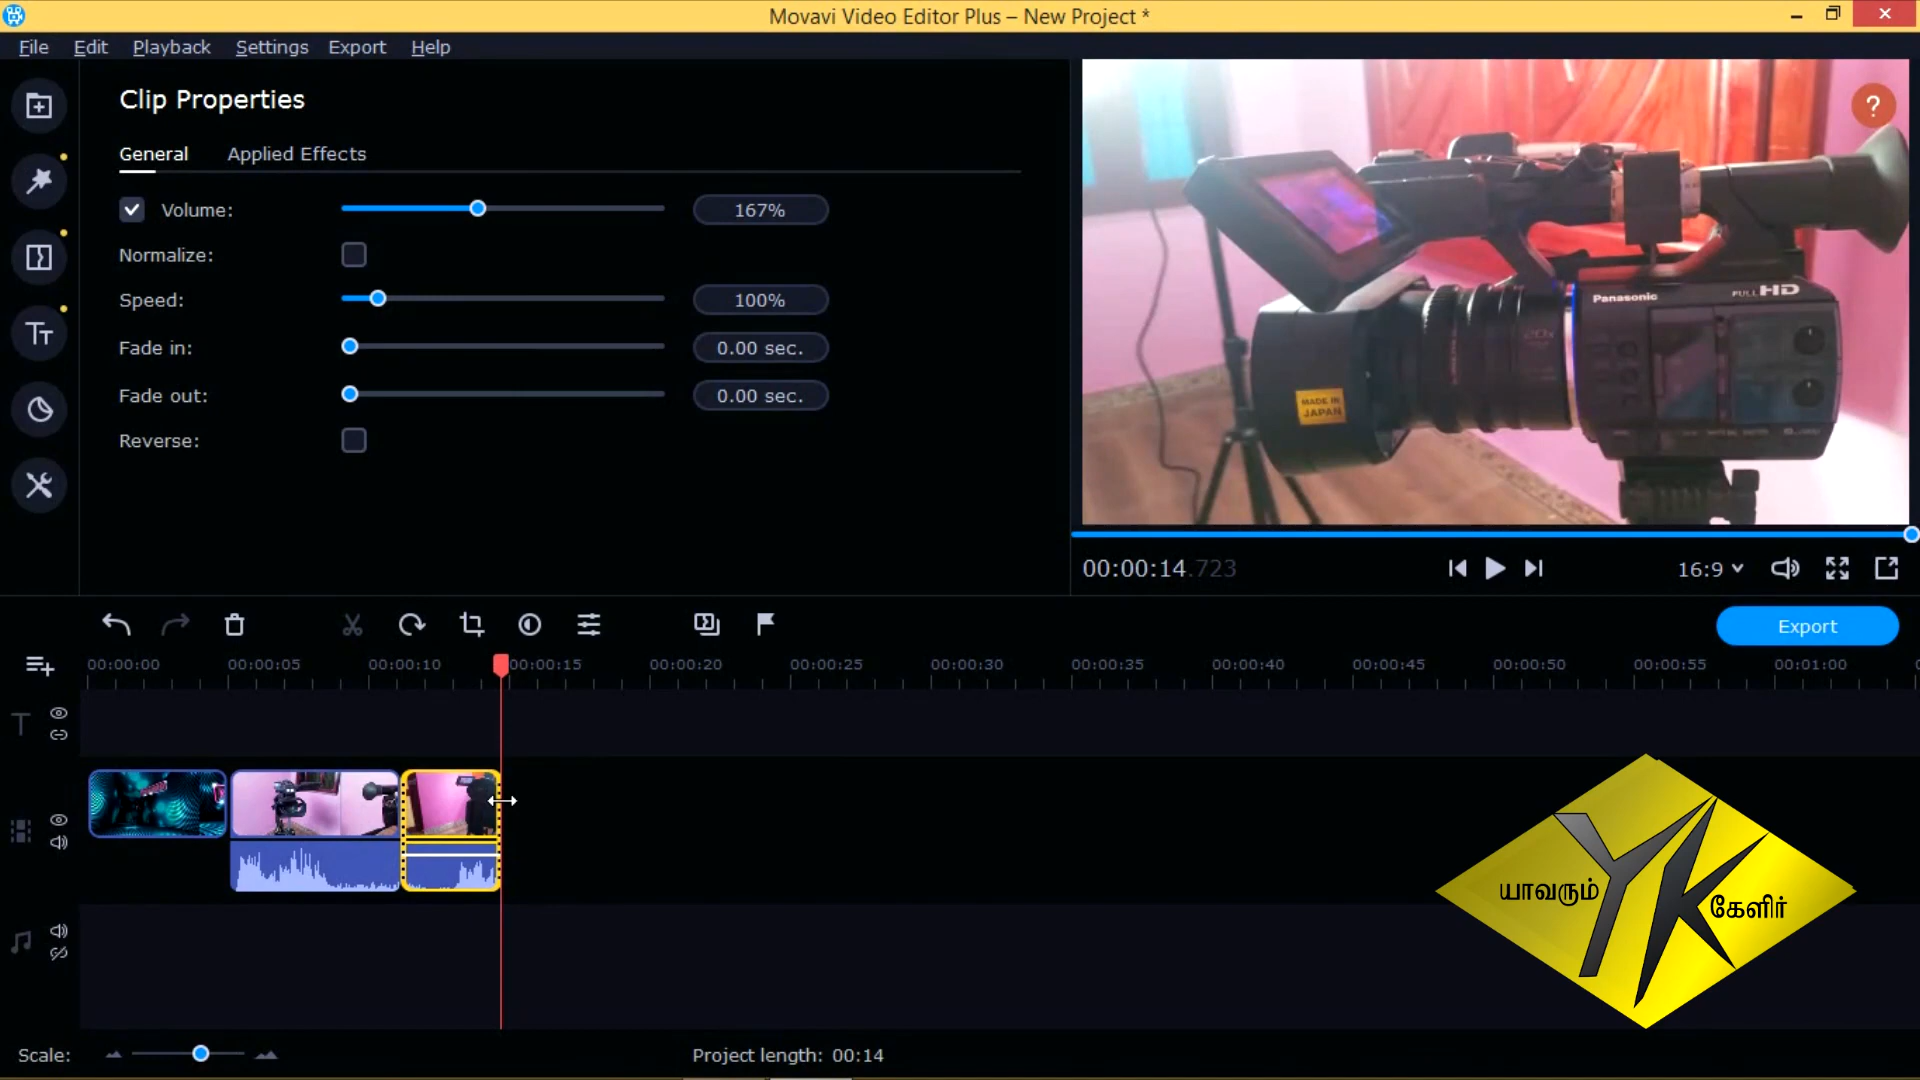 Movavi Video Editor Plus – New Project *
File Edit Playback Settings Export Help
Clip Properties
General Applied Effects
Volume: 167%
Normalize:
Speed: 100%
Fade in: 0.00 sec.
Fade out: 0.00 sec.
Reverse:
?
Panasonic FULL HD
20x
MADE IN
JAPAN
00:00:14.723
16:9
Export
00:00:00 00:00:05 00:00:10 00:00:15 00:00:20 00:00:25 00:00:30 00:00:35 00:00:40 00:00:45 00:00:50 00:00:55 00:01:00
யாவரும் YK கேளிர்
Scale:
Project length: 00:14